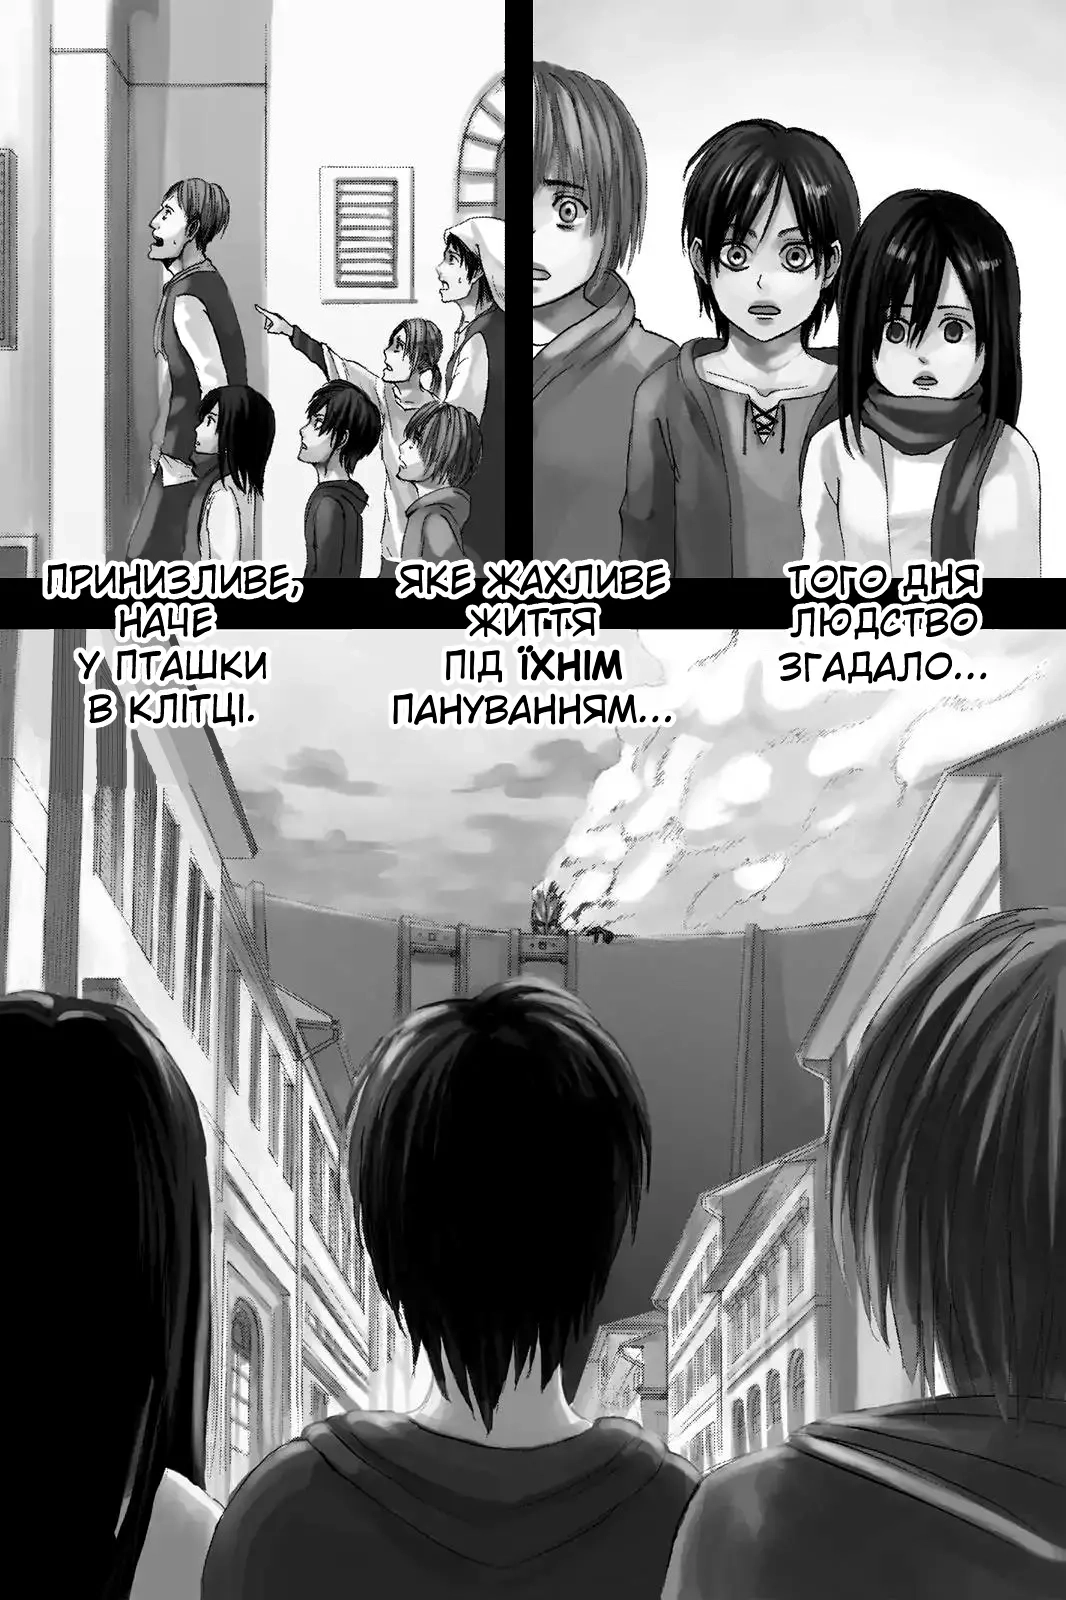 ТОГО ДНЯ
ЛЮДСТВО
ЗГАДАЛО...
ЯКЕ ЖАХЛИВЕ
ЖИТТЯ
ПІД ЇХНІМ
ПАНУВАННЯМ...
ПРИНИЗЛИВЕ,
НАЧЕ
У ПТАШКИ
В КЛІТЦІ.